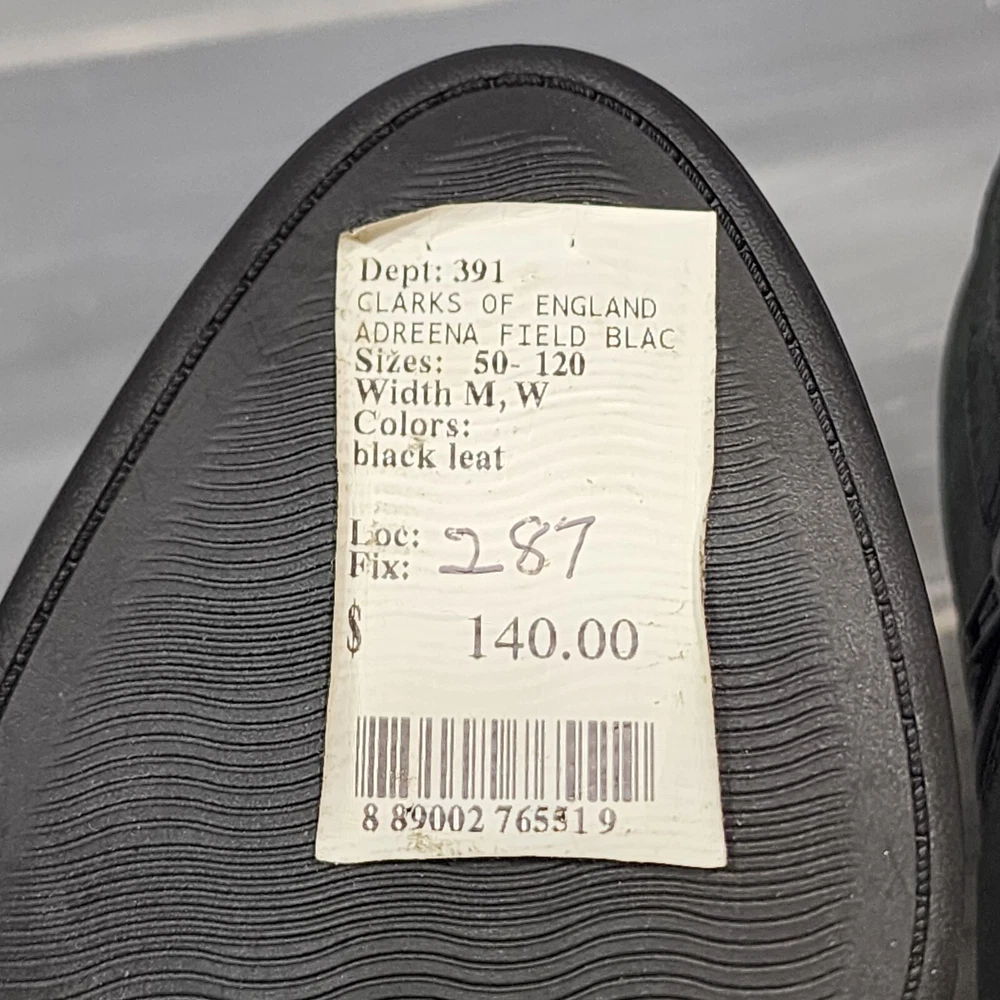 Dept: 391
CLARKS OF ENGLAND
ADREENA FIELD BLAC
Sizes: 50- 120
Width M, W
Colors:
black leat
Loc: 287
Fix:
$ 140.00
8 89002 76531 9